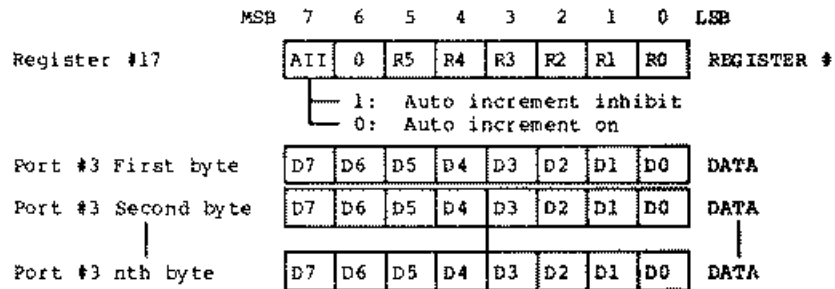 MSB 7 6 5 4 3 2 1 0 LSB
Register #17 AII 0 R5 R4 R3 R2 R1 R0 REGISTER #
1: Auto increment inhibit
0: Auto increment on
Port #3 First byte D7 D6 D5 D4 D3 D2 D1 D0 DATA
Port #3 Second byte D7 D6 D5 D4 D3 D2 D1 D0 DATA
Port #3 nth byte D7 D6 D5 D4 D3 D2 D1 D0 DATA